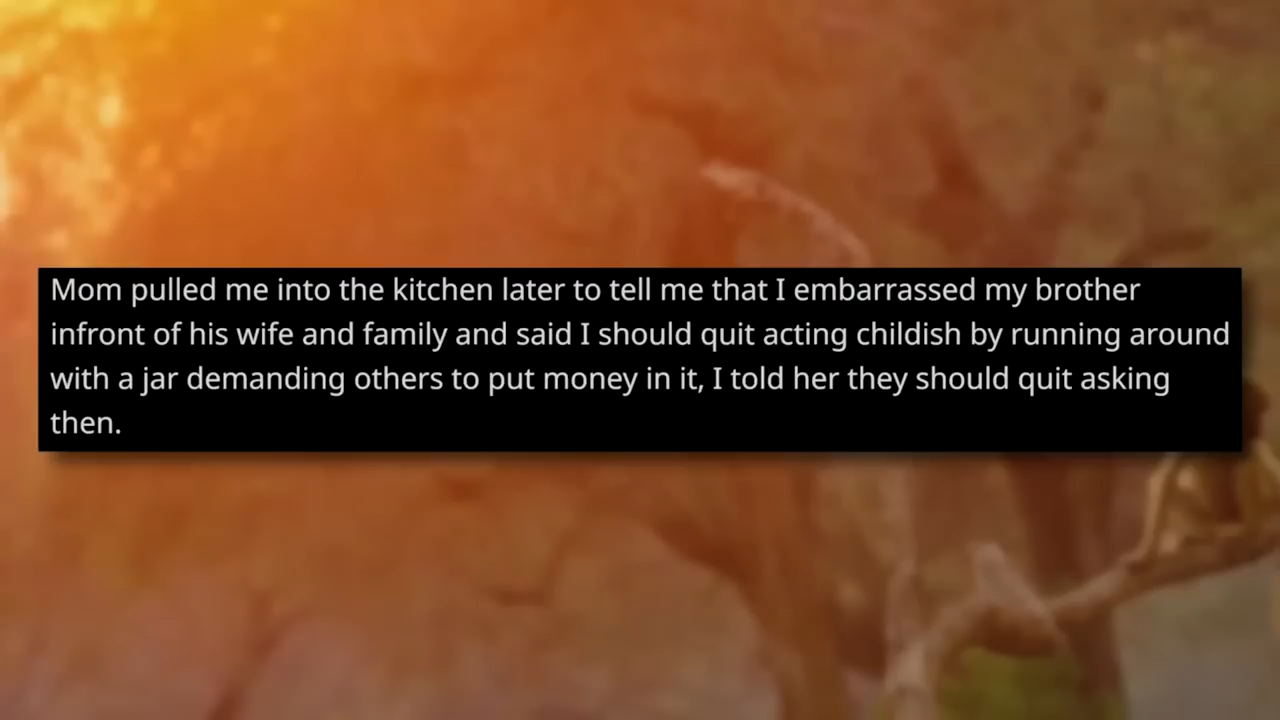 Mom pulled me into the kitchen later to tell me that I embarrassed my brother
infront of his wife and family and said I should quit acting childish by running around
with a jar demanding others to put money in it, I told her they should quit asking
then.